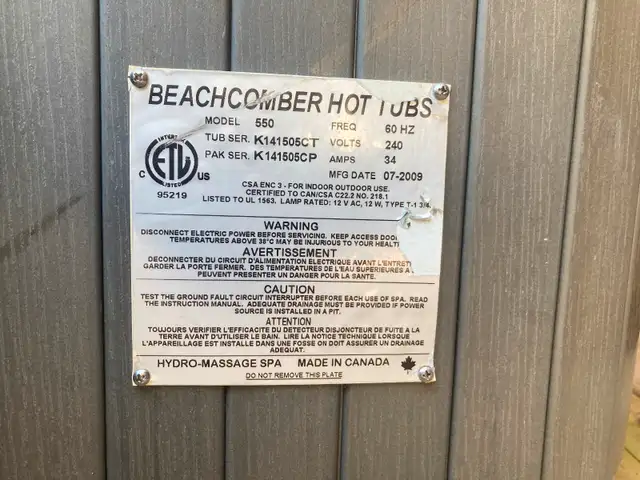 BEACHCOMBER HOT TUBS
MODEL 550 FREQ 60 HZ
TUB SER. K141505CT VOLTS 240
PAK SER. K141505CP AMPS 34
MFG DATE 07-2009
INTERTEK
ETL
C US
LISTED
95219
CSA ENC 3 - FOR INDOOR OUTDOOR USE.
CERTIFIED TO CAN/CSA C22.2 NO. 218.1
LISTED TO UL 1563. LAMP RATED: 12 V AC, 12 W, TYPE T-1 3/4
WARNING
DISCONNECT ELECTRIC POWER BEFORE SERVICING. KEEP ACCESS
TEMPERATURES ABOVE 38°C MAY BE INJURIOUS TO YOUR
AVERTISSEMENT
DECONNECTER DU CIRCUIT D'ALIMENTATION ELECTRIQUE AVANT
GARDER LA PORTE FERMER. DES TEMPERATURES DE L'EAU SUPERIEURES A
PEUVENT PRESENTER UN DANGER POUR LA SANTE.
CAUTION
TEST THE GROUND FAULT CIRCUIT INTERRUPTER BEFORE EACH USE OF SPA. READ
THE INSTRUCTION MANUAL. ADEQUATE DRAINAGE MUST BE PROVIDED IF POWER
SOURCE IS INSTALLED IN A PIT.
ATTENTION
TOUJOURS VERIFIER L'EFFICACITE DU DETECTEUR DISJONCTEUR DE FUITE A LA
TERRE AVANT D'UTILISER LE BAIN. LIRE LA NOTICE TECHNIQUE LORSQUE
L'APPAREILLAGE EST INSTALLE DANS UNE FOSSE ON DOIT ASSURER UN DRAINAGE
ADEQUAT.
HYDRO-MASSAGE SPA MADE IN CANADA
DO NOT REMOVE THIS PLATE